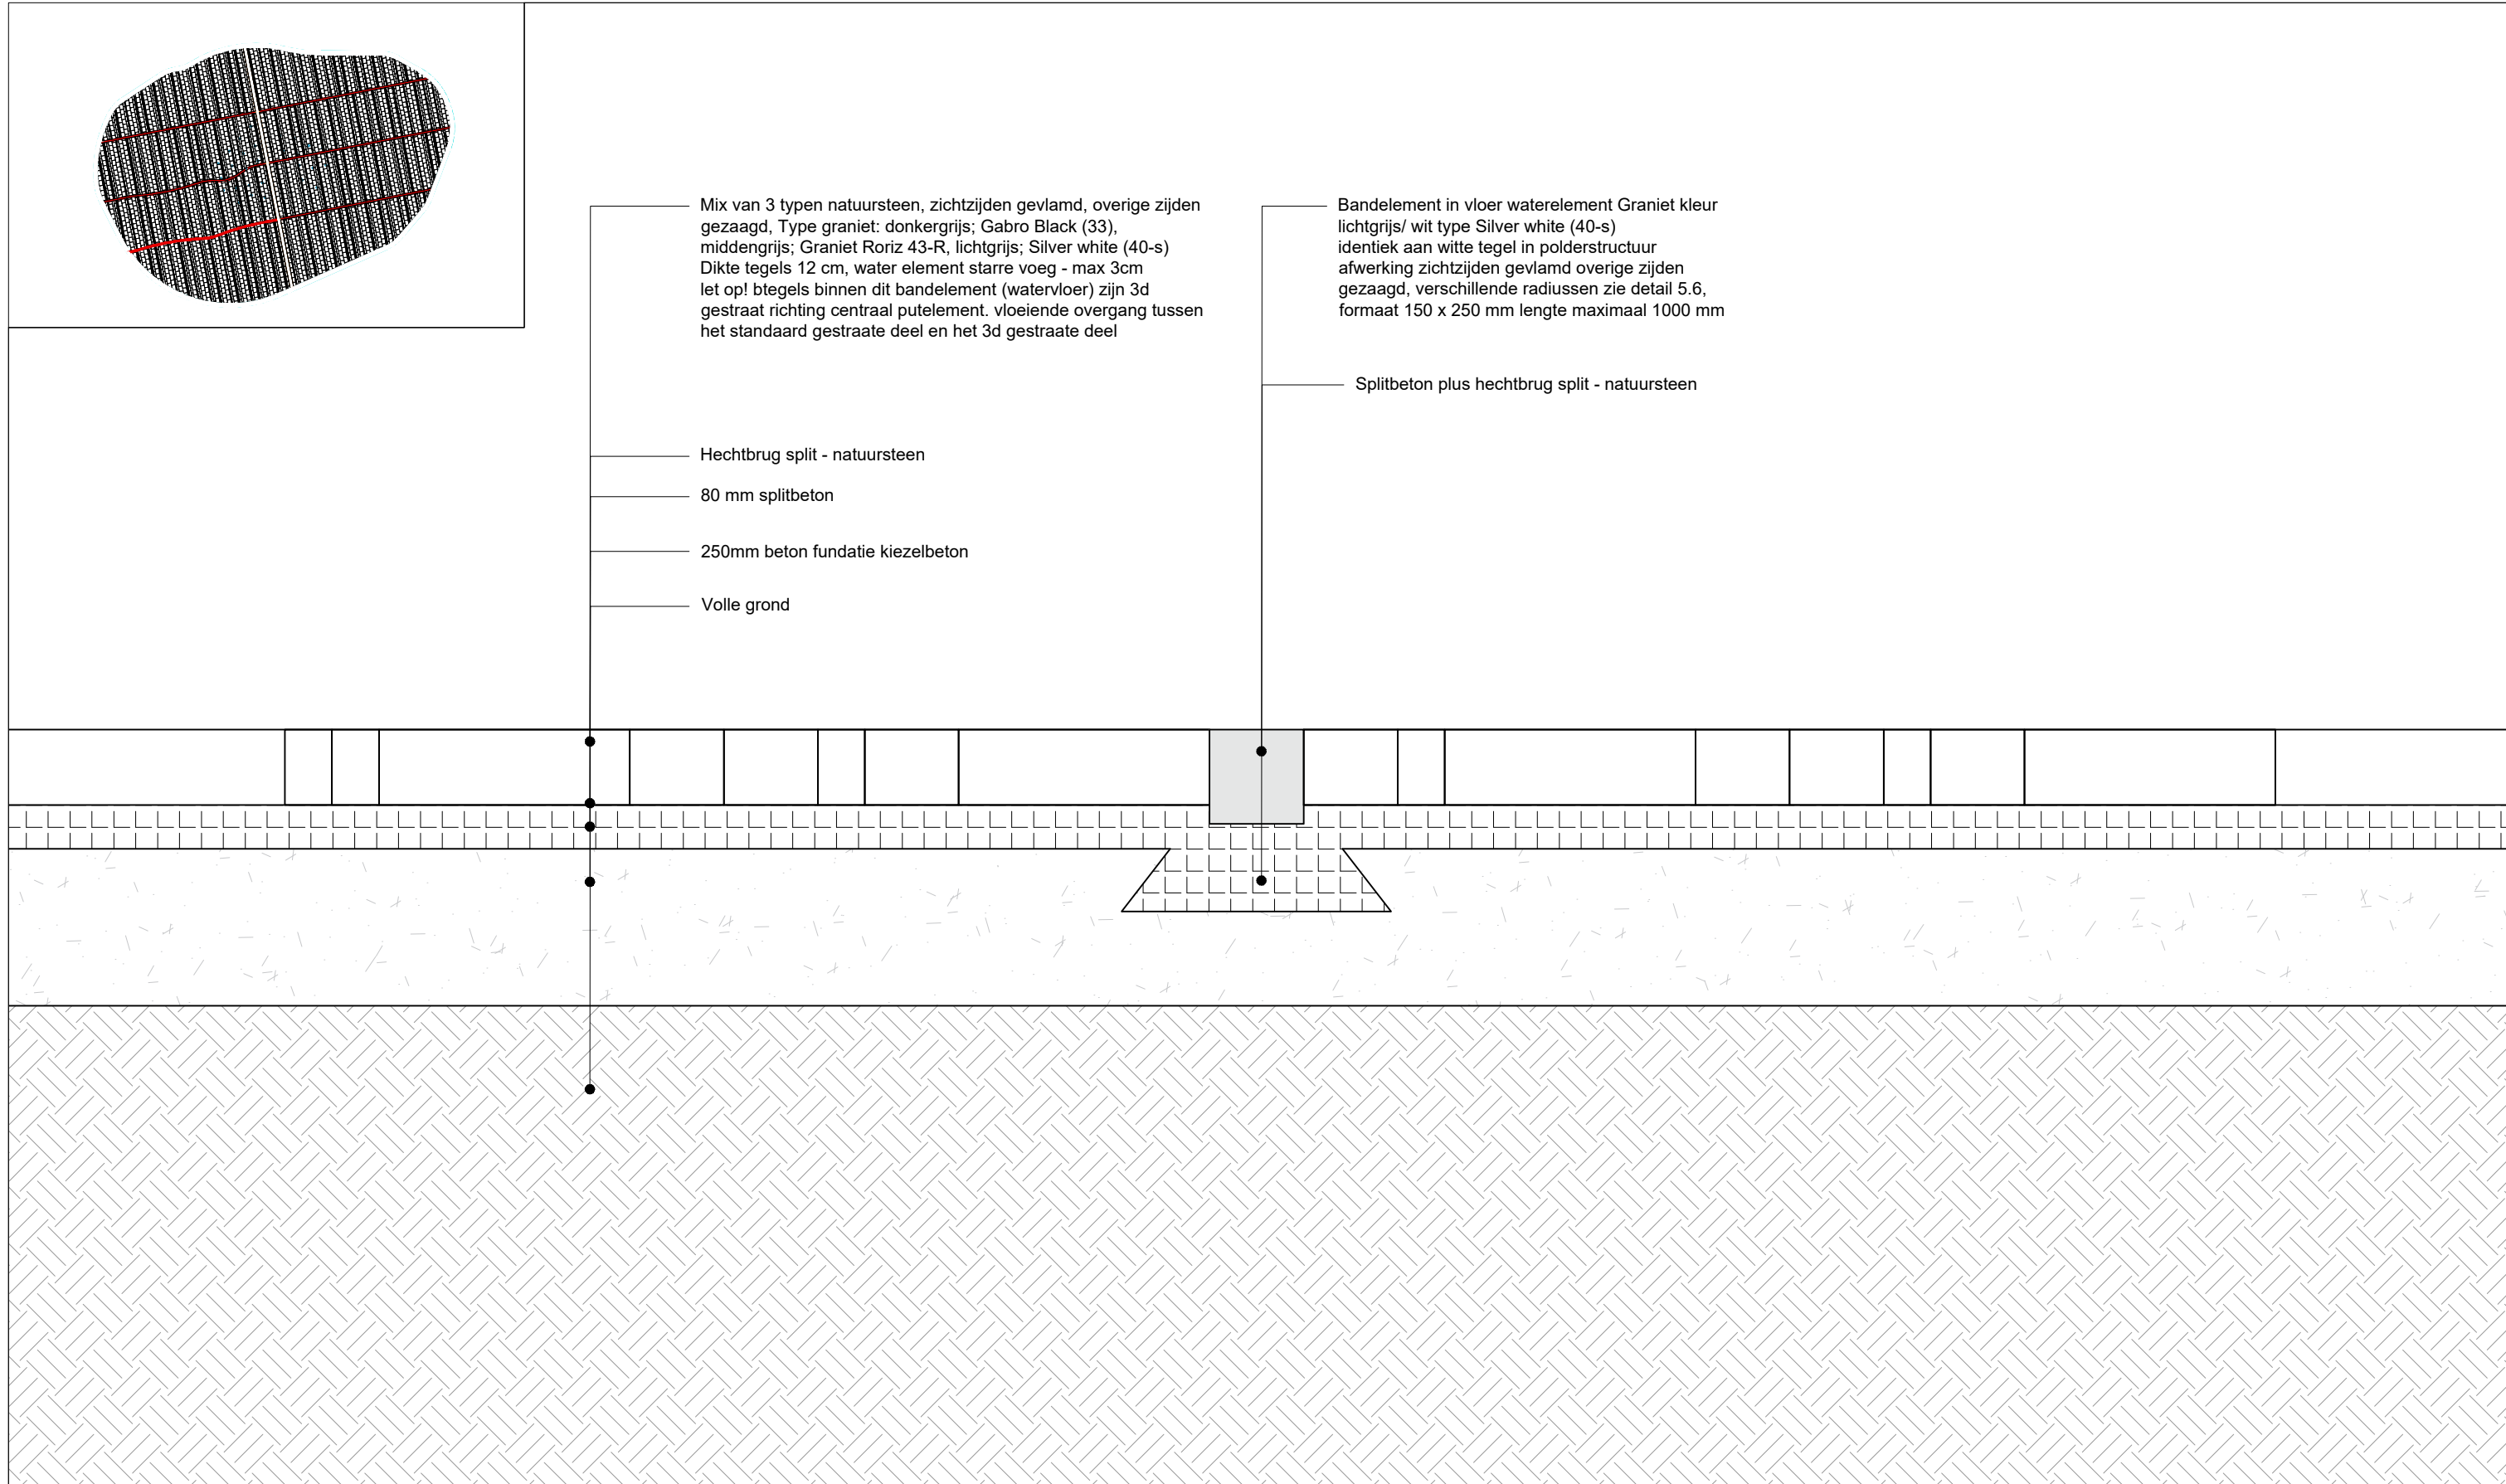 Mix van 3 typen natuursteen, zichtzijden gevlamd, overige zijden
gezaagd, Type graniet: donkergrijs; Gabro Black (33),
middengrijs; Graniet Roriz 43-R, lichtgrijs; Silver white (40-s)
Dikte tegels 12 cm, water element starre voeg - max 3cm
let op! btegels binnen dit bandelement (watervloer) zijn 3d
gestraat richting centraal putelement. vloeiende overgang tussen
het standaard gestraate deel en het 3d gestraate deel
Hechtbrug split - natuursteen
80 mm splitbeton
250mm beton fundatie kiezelbeton
Volle grond
Bandelement in vloer waterelement Graniet kleur
lichtgrijs/ wit type Silver white (40-s)
identiek aan witte tegel in polderstructuur
afwerking zichtzijden gevlamd overige zijden
gezaagd, verschillende radiussen zie detail 5.6,
formaat 150 x 250 mm lengte maximaal 1000 mm
Splitbeton plus hechtbrug split - natuursteen